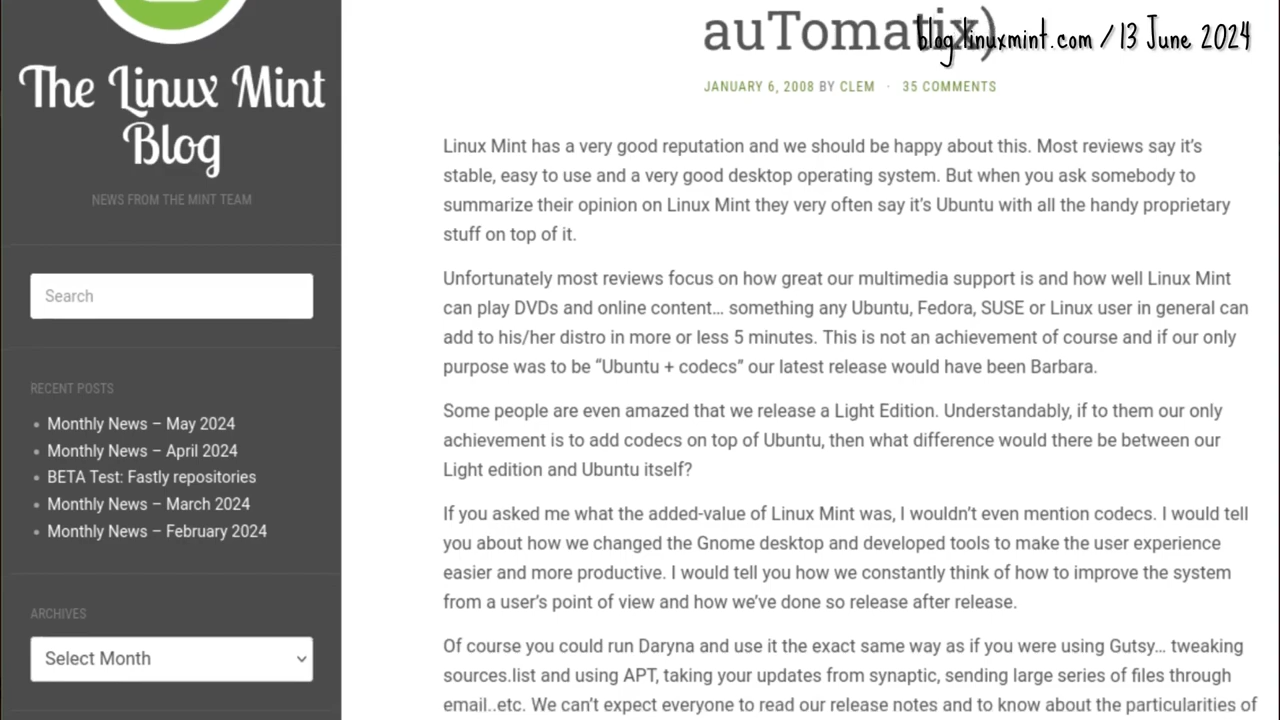 The Linux Mint
Blog
NEWS FROM THE MINT TEAM
Search
RECENT POSTS
Monthly News – May 2024
Monthly News – April 2024
BETA Test: Fastly repositories
Monthly News – March 2024
Monthly News – February 2024
ARCHIVES
Select Month
auTomatix)
blog.linuxmint.com / 13 June 2024
JANUARY 6, 2008 BY CLEM · 35 COMMENTS
Linux Mint has a very good reputation and we should be happy about this. Most reviews say it's
stable, easy to use and a very good desktop operating system. But when you ask somebody to
summarize their opinion on Linux Mint they very often say it's Ubuntu with all the handy proprietary
stuff on top of it.
Unfortunately most reviews focus on how great our multimedia support is and how well Linux Mint
can play DVDs and online content… something any Ubuntu, Fedora, SUSE or Linux user in general can
add to his/her distro in more or less 5 minutes. This is not an achievement of course and if our only
purpose was to be “Ubuntu + codecs” our latest release would have been Barbara.
Some people are even amazed that we release a Light Edition. Understandably, if to them our only
achievement is to add codecs on top of Ubuntu, then what difference would there be between our
Light edition and Ubuntu itself?
If you asked me what the added-value of Linux Mint was, I wouldn't even mention codecs. I would tell
you about how we changed the Gnome desktop and developed tools to make the user experience
easier and more productive. I would tell you how we constantly think of how to improve the system
from a user's point of view and how we've done so release after release.
Of course you could run Daryna and use it the exact same way as if you were using Gutsy… tweaking
sources.list and using APT, taking your updates from synaptic, sending large series of files through
email..etc. We can't expect everyone to read our release notes and to know about the particularities of